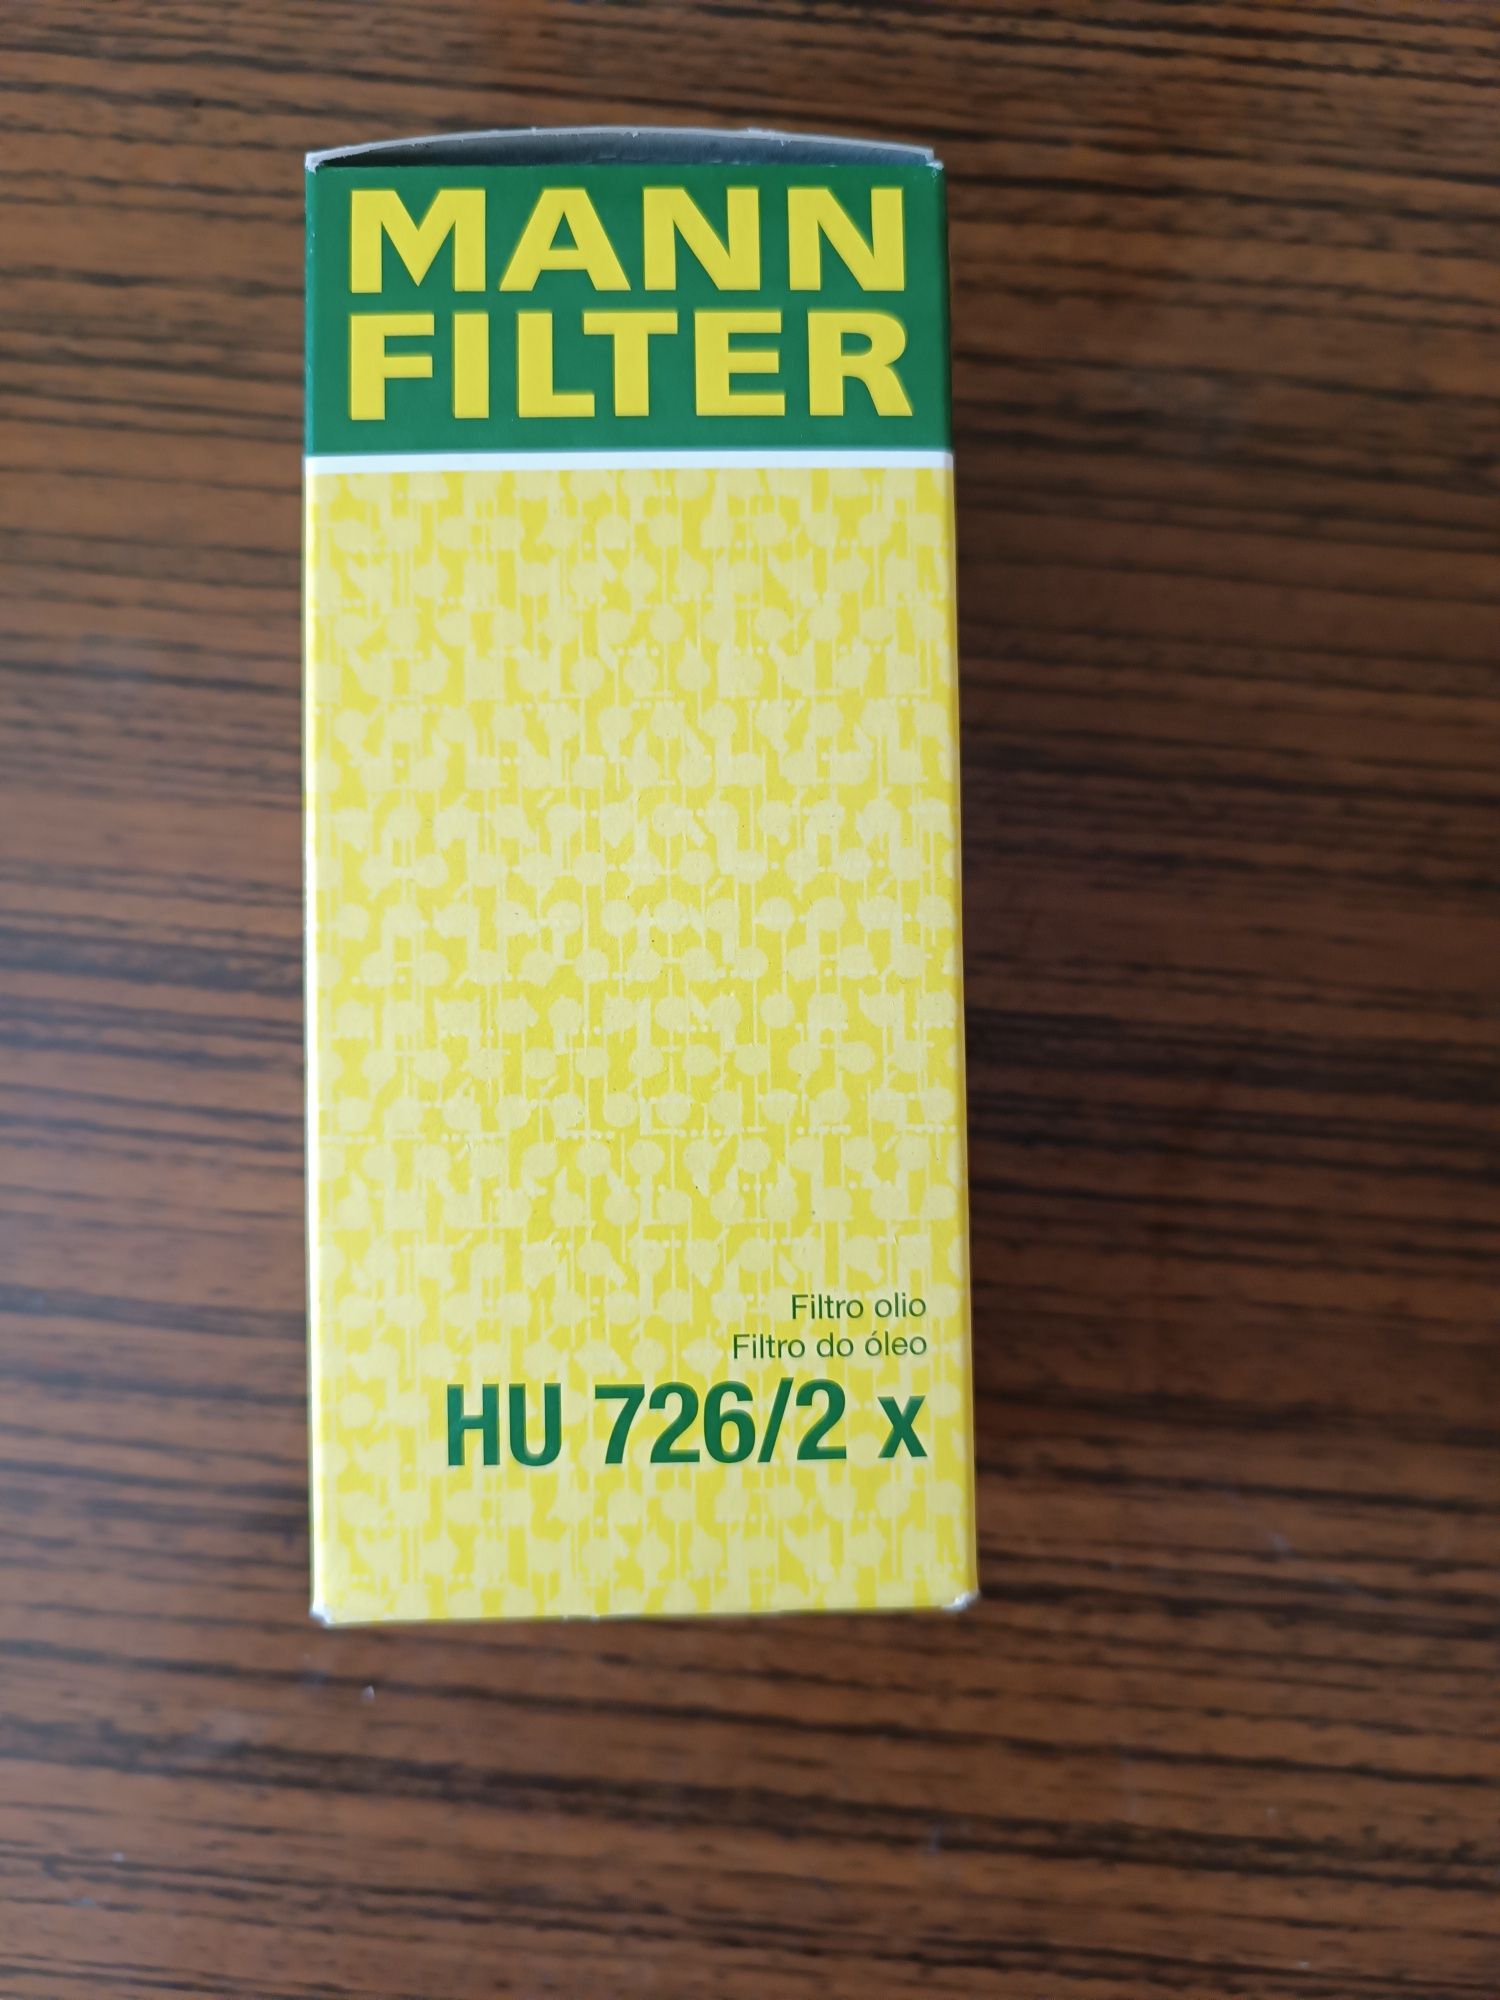 MANN
FILTER
Filtro olio
Filtro do óleo
HU 726/2 x